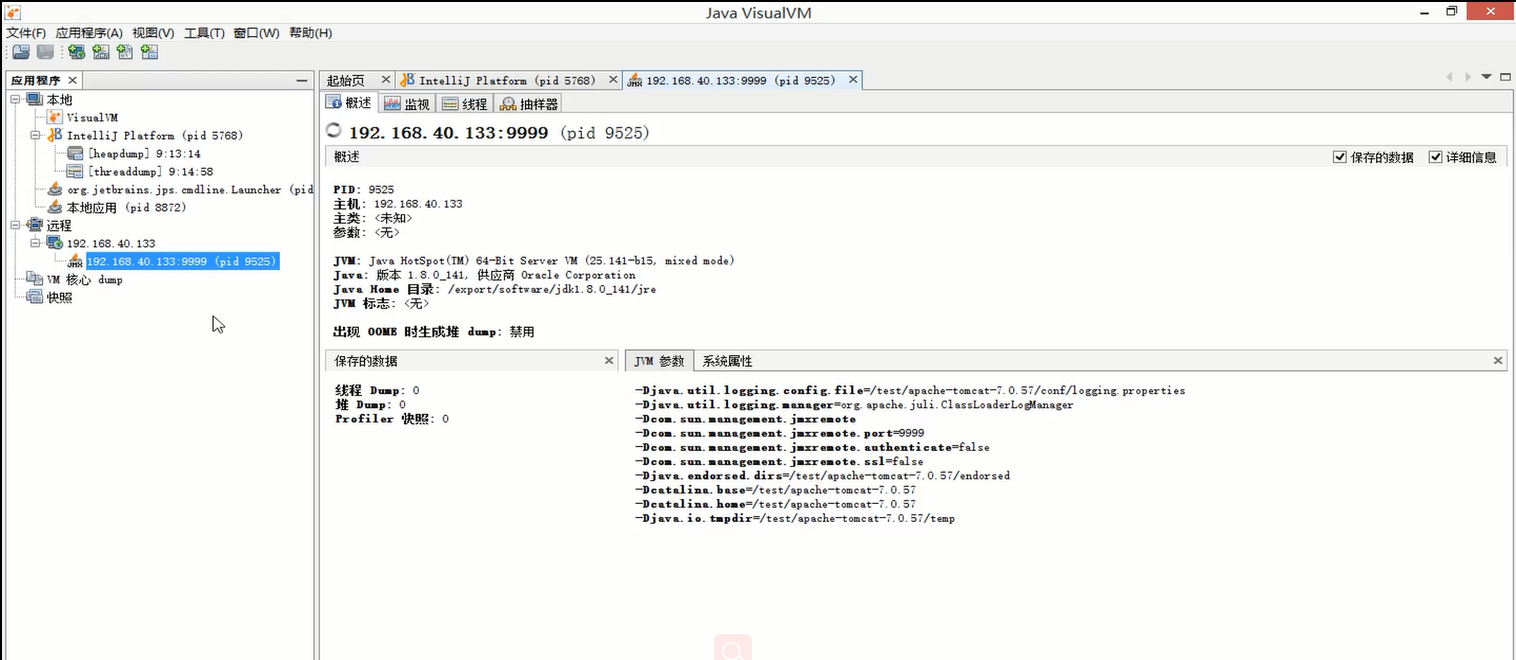 Java VisualVM
文件(F) 应用程序(A) 视图(V) 工具(T) 窗口(W) 帮助(H)
应用程序
本地
VisualVM
IntelliJ Platform (pid 5768)
[heapdump] 9:13:14
[threaddump] 9:14:58
org.jetbrains.jps.cmdline.Launcher (pid
本地应用 (pid 8872)
远程
192.168.40.133
192.168.40.133:9999 (pid 9525)
VM 核心 dump
快照
起始页 IntelliJ Platform (pid 5768) 192.168.40.133:9999 (pid 9525)
概述 监视 线程 抽样器
192.168.40.133:9999 (pid 9525)
概述 保存的数据 详细信息
PID: 9525
主机: 192.168.40.133
主类: <未知>
参数: <无>
JVM: Java HotSpot(TM) 64-Bit Server VM (25.141-b15, mixed mode)
Java: 版本 1.8.0_141, 供应商 Oracle Corporation
Java Home 目录: /export/software/jdk1.8.0_141/jre
JVM 标志: <无>
出现 OOME 时生成堆 dump: 禁用
保存的数据
线程 Dump: 0
堆 Dump: 0
Profiler 快照: 0
JVM 参数 系统属性
-Djava.util.logging.config.file=/test/apache-tomcat-7.0.57/conf/logging.properties
-Djava.util.logging.manager=org.apache.juli.ClassLoaderLogManager
-Dcom.sun.management.jmxremote
-Dcom.sun.management.jmxremote.port=9999
-Dcom.sun.management.jmxremote.authenticate=false
-Dcom.sun.management.jmxremote.ssl=false
-Djava.endorsed.dirs=/test/apache-tomcat-7.0.57/endorsed
-Dcatalina.base=/test/apache-tomcat-7.0.57
-Dcatalina.home=/test/apache-tomcat-7.0.57
-Djava.io.tmpdir=/test/apache-tomcat-7.0.57/temp